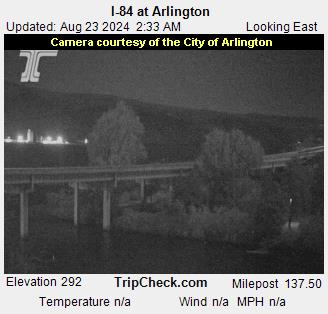 I-84 at Arlington
Updated: Aug 23 2024 2:33 AM Looking East
Camera courtesy of the City of Arlington
Elevation 292 TripCheck.com Milepost 137.50
Temperature n/a Wind n/a MPH n/a